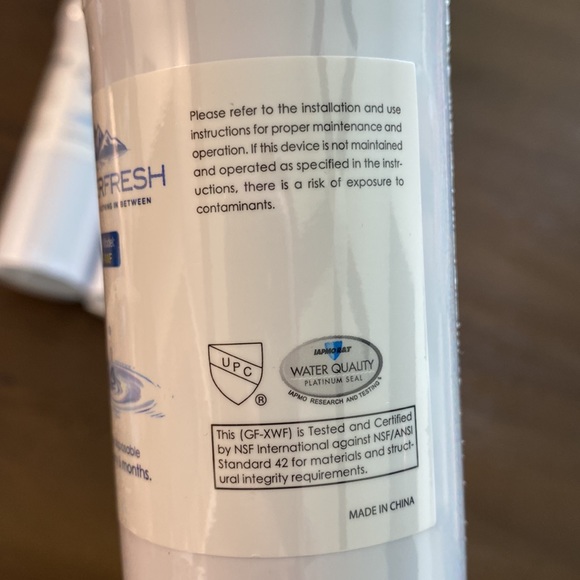 Please refer to the installation and use
instructions for proper maintenance and
operation. If this device is not maintained
and operated as specified in the instr-
uctions, there is a risk of exposure to
contaminants.
RFRESH
IN BETWEEN
UPC
®
IAPMO R&T
WATER QUALITY
PLATINUM SEAL
IAPMO RESEARCH AND TESTING
This (GF-XWF) is Tested and Certified
by NSF International against NSF/ANSI
Standard 42 for materials and struct-
ural integrity requirements.
months.
MADE IN CHINA